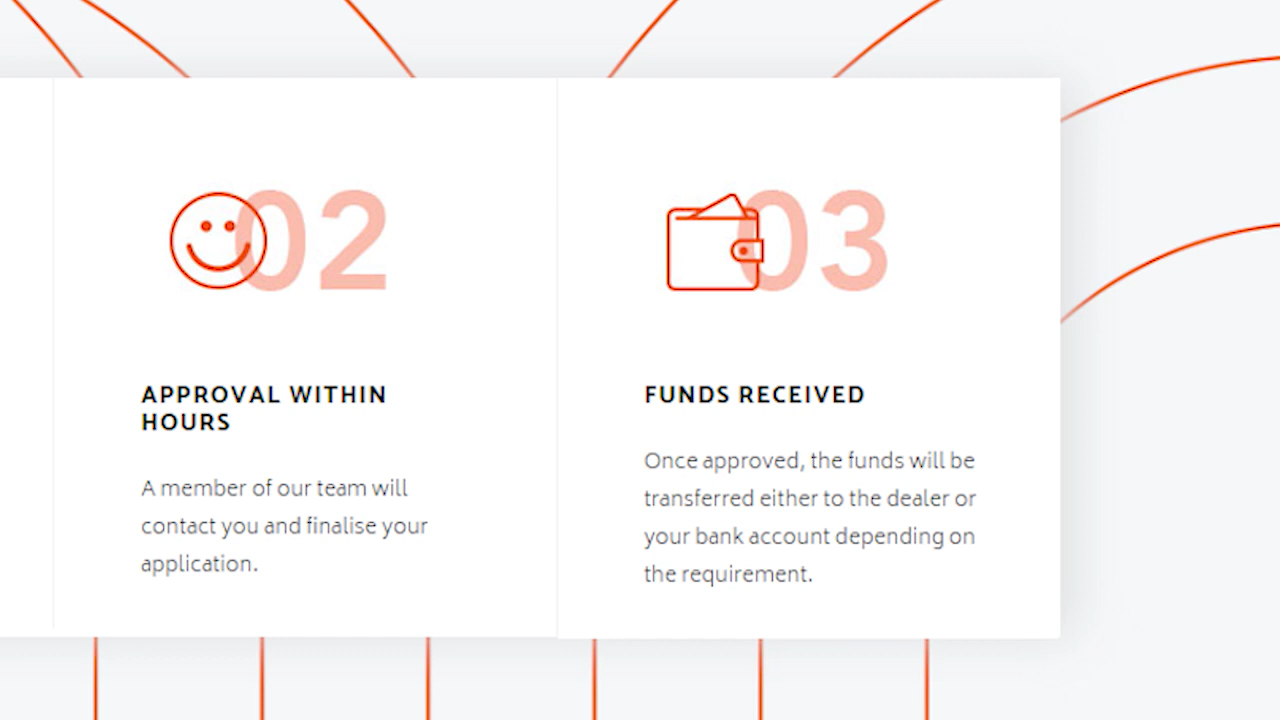 02
APPROVAL WITHIN
HOURS
A member of our team will
contact you and finalise your
application.
03
FUNDS RECEIVED
Once approved, the funds will be
transferred either to the dealer or
your bank account depending on
the requirement.